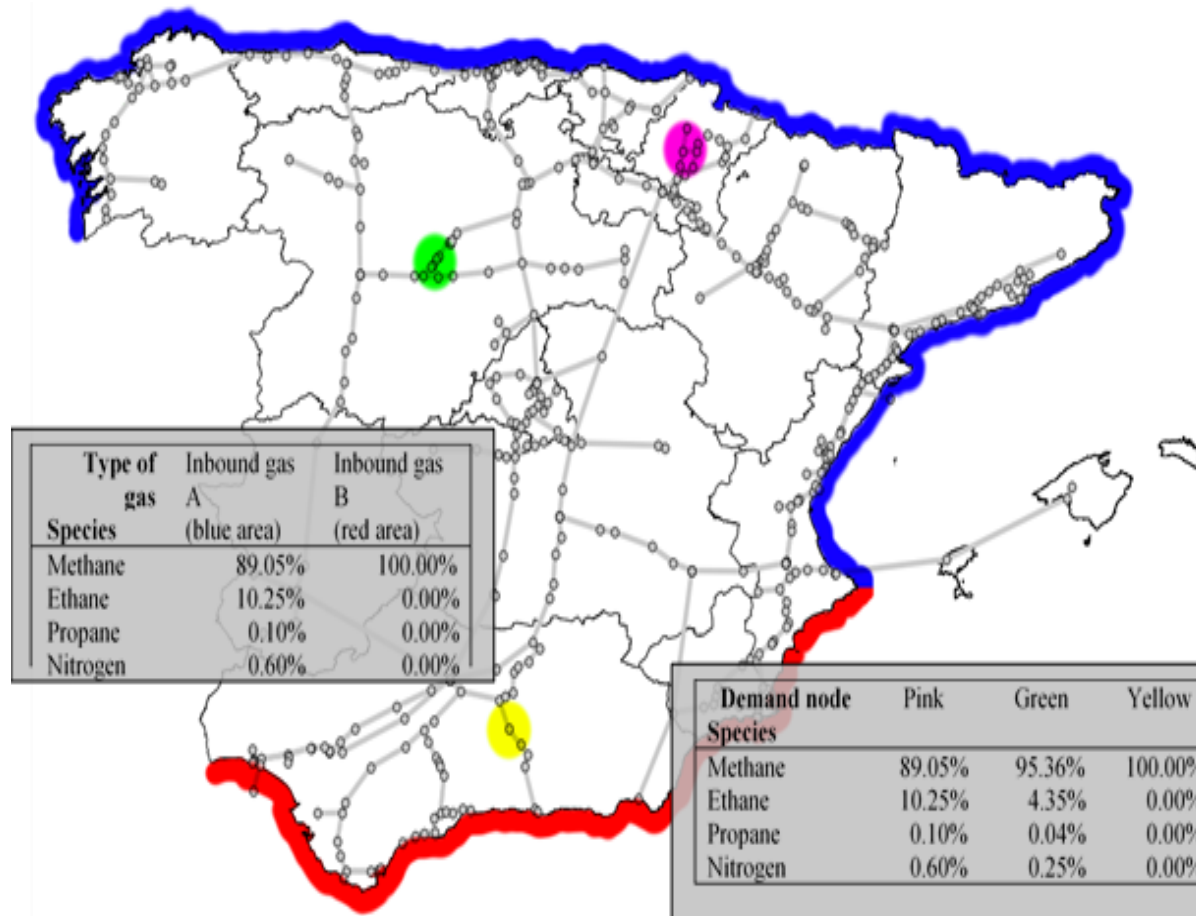 Type of Inbound gas Inbound gas
gas A B
Species (blue area) (red area)
Methane 89.05% 100.00%
Ethane 10.25% 0.00%
Propane 0.10% 0.00%
Nitrogen 0.60% 0.00%
Demand node Pink Green Yellow
Species
Methane 89.05% 95.36% 100.00%
Ethane 10.25% 4.35% 0.00%
Propane 0.10% 0.04% 0.00%
Nitrogen 0.60% 0.25% 0.00%